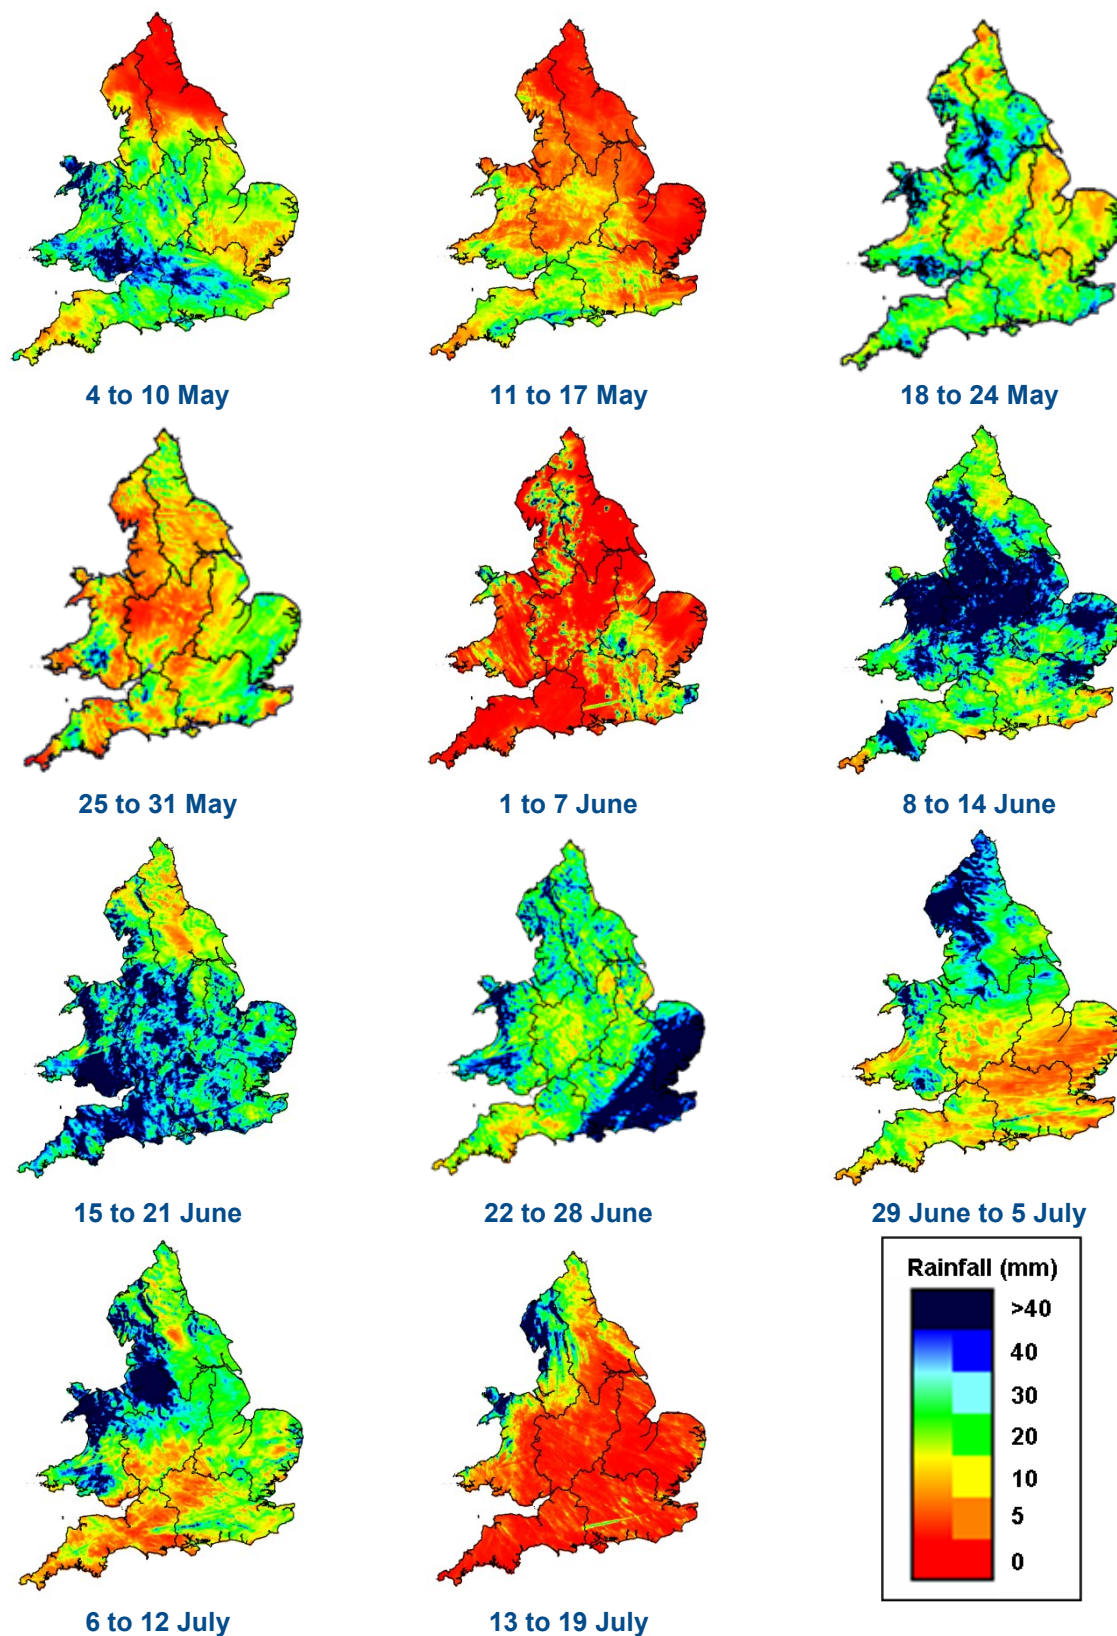 4 to 10 May
11 to 17 May
18 to 24 May
25 to 31 May
1 to 7 June
8 to 14 June
15 to 21 June
22 to 28 June
29 June to 5 July
Rainfall (mm)
>40
40
30
20
10
5
0
6 to 12 July
13 to 19 July